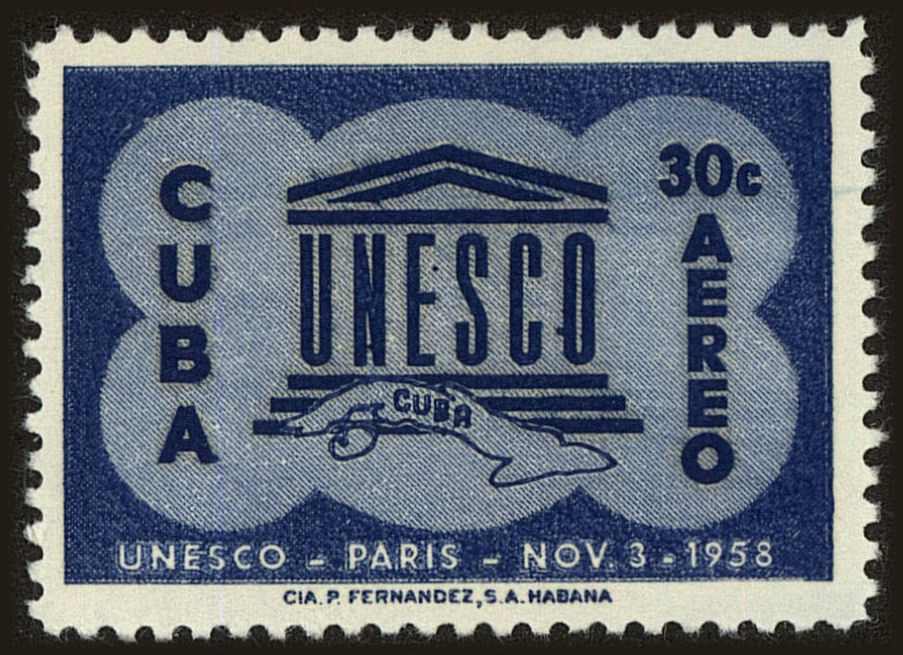 CUBA
30c
AEREO
UNESCO
CUBA
UNESCO - PARIS - NOV. 3 - 1958
CIA. P. FERNANDEZ, S.A. HABANA